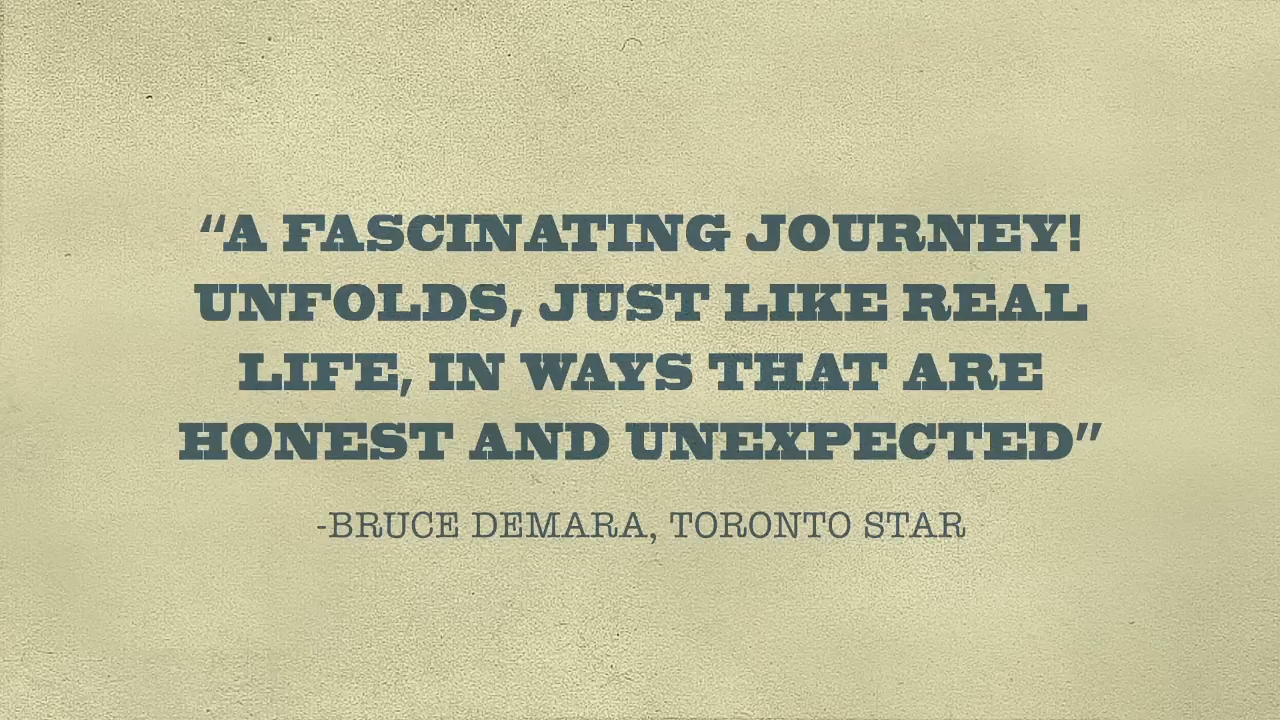 “A FASCINATING JOURNEY!
UNFOLDS, JUST LIKE REAL
LIFE, IN WAYS THAT ARE
HONEST AND UNEXPECTED”
-BRUCE DEMARA, TORONTO STAR